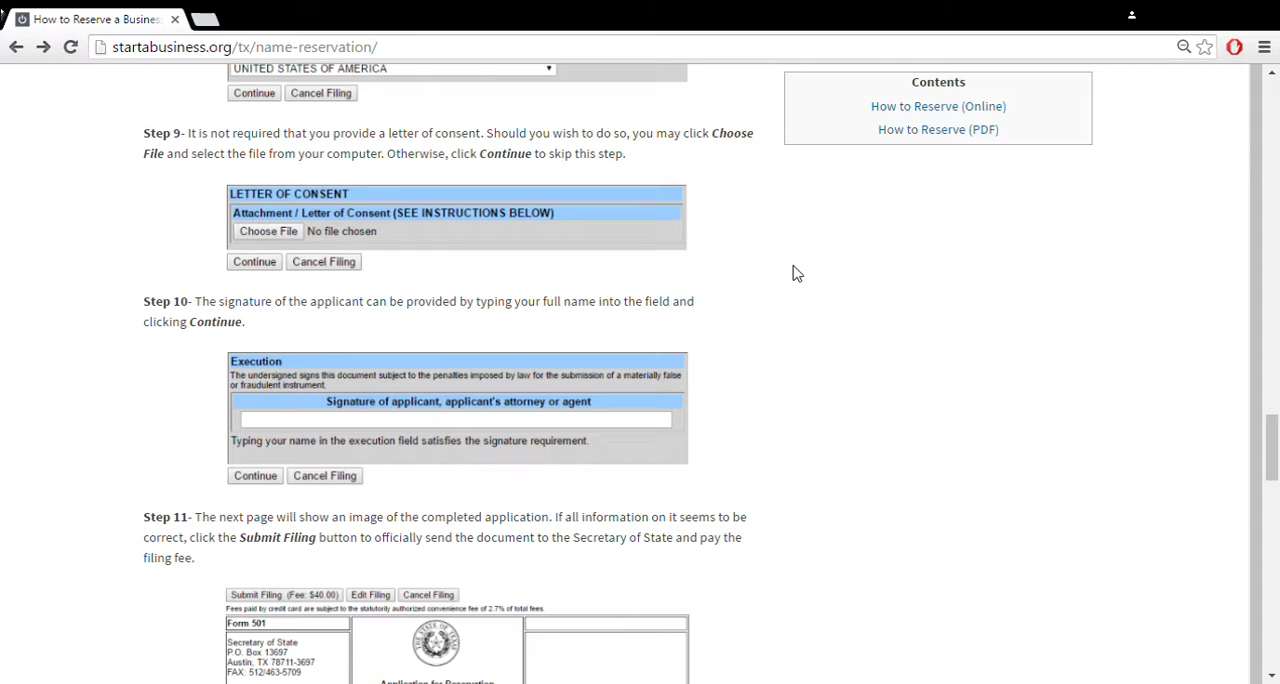 How to Reserve a Busines
startabusiness.org/tx/name-reservation/
UNITED STATES OF AMERICA
Continue Cancel Filing
Contents
How to Reserve (Online)
How to Reserve (PDF)
Step 9- It is not required that you provide a letter of consent. Should you wish to do so, you may click Choose
File and select the file from your computer. Otherwise, click Continue to skip this step.
LETTER OF CONSENT
Attachment / Letter of Consent (SEE INSTRUCTIONS BELOW)
Choose File No file chosen
Continue Cancel Filing
Step 10- The signature of the applicant can be provided by typing your full name into the field and
clicking Continue.
Execution
The undersigned signs this document subject to the penalties imposed by law for the submission of a materially false
or fraudulent instrument.
Signature of applicant, applicant's attorney or agent
Typing your name in the execution field satisfies the signature requirement.
Continue Cancel Filing
Step 11- The next page will show an image of the completed application. If all information on it seems to be
correct, click the Submit Filing button to officially send the document to the Secretary of State and pay the
filing fee.
Submit Filing (Fee: $40.00) Edit Filing Cancel Filing
Fees paid by credit card are subject to the statutorily authorized convenience fee of 2.7% of total fees.
Form 501
Secretary of State
P.O. Box 13697
Austin, TX 78711-3697
FAX: 512/463-5709
THE STATE OF TEXAS
Application for Reservation